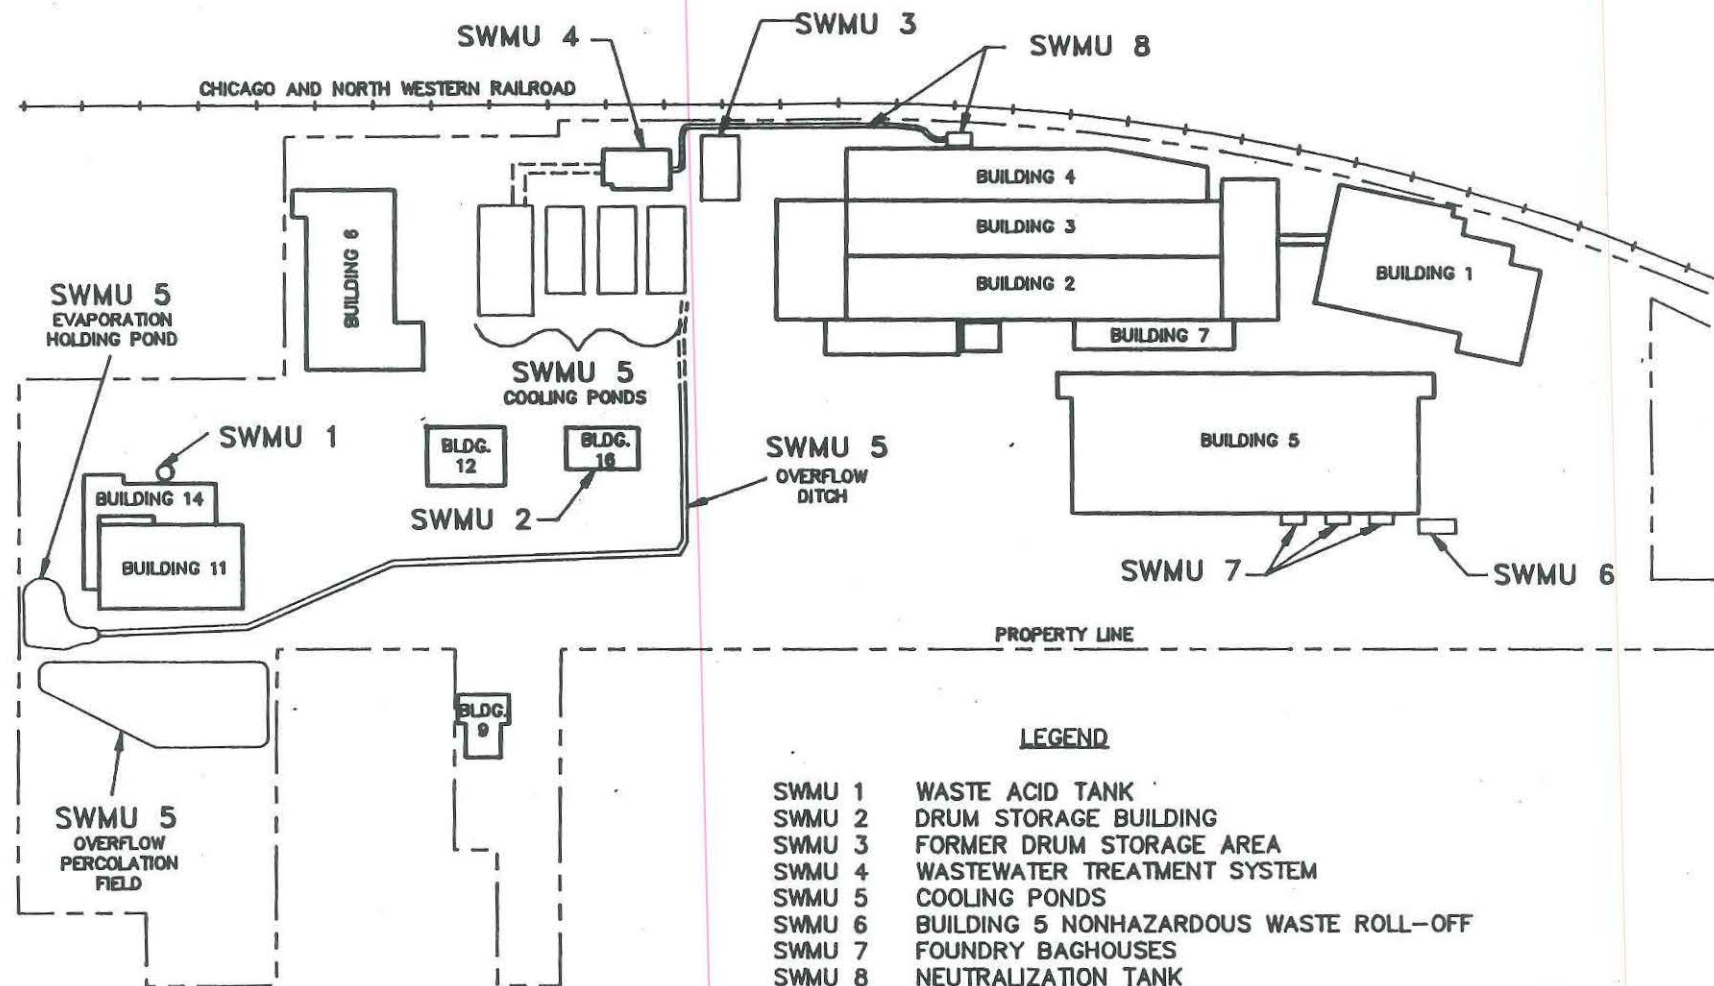 SWMU 4
SWMU 3
SWMU 8
CHICAGO AND NORTH WESTERN RAILROAD
BUILDING 4
BUILDING 3
BUILDING 2
BUILDING 7
BUILDING 1
BUILDING 6
SWMU 5
EVAPORATION
HOLDING POND
SWMU 5
COOLING PONDS
SWMU 1
BLDG.
12
BLDG.
16
SWMU 5
OVERFLOW
DITCH
BUILDING 5
BUILDING 14
SWMU 2
BUILDING 11
SWMU 7
SWMU 6
PROPERTY LINE
BLDG.
9
SWMU 5
OVERFLOW
PERCOLATION
FIELD
LEGEND
SWMU 1 WASTE ACID TANK
SWMU 2 DRUM STORAGE BUILDING
SWMU 3 FORMER DRUM STORAGE AREA
SWMU 4 WASTEWATER TREATMENT SYSTEM
SWMU 5 COOLING PONDS
SWMU 6 BUILDING 5 NONHAZARDOUS WASTE ROLL-OFF
SWMU 7 FOUNDRY BAGHOUSES
SWMU 8 NEUTRALIZATION TANK